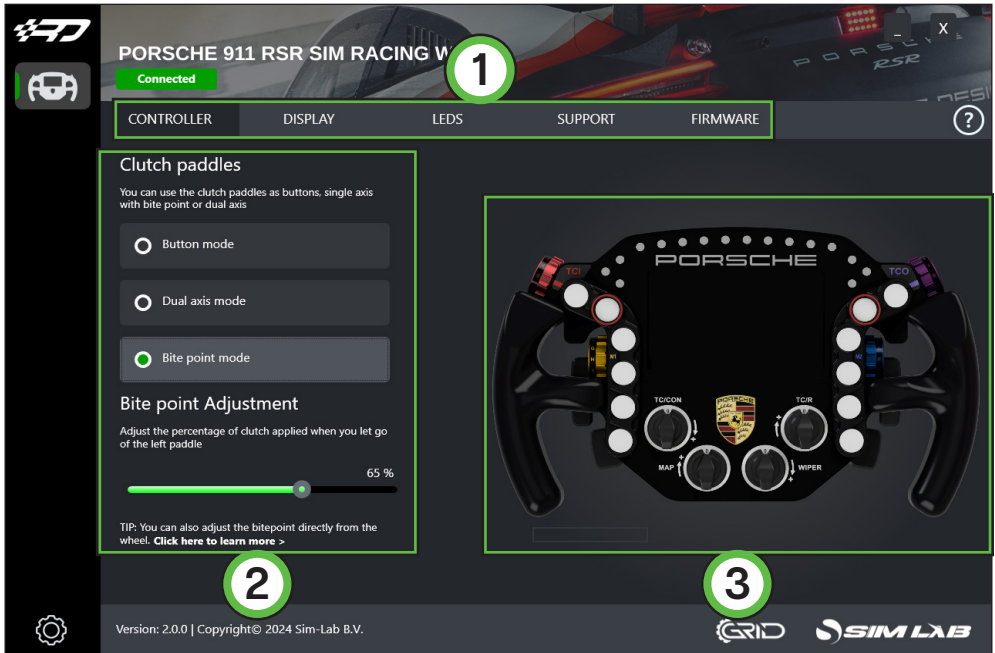 PORSCHE 911 RSR SIM RACING W
1
_ X
PORS
RSR
Connected
CONTROLLER DISPLAY LEDS SUPPORT FIRMWARE
?
Clutch paddles
You can use the clutch paddles as buttons, single axis
with bite point or dual axis
Button mode
Dual axis mode
Bite point mode
Bite point Adjustment
Adjust the percentage of clutch applied when you let go
of the left paddle
65 %
TIP: You can also adjust the bitepoint directly from the
wheel. Click here to learn more >
2
PORSCHE
TCI TCO
TC/CON PORSCHE TC/R
MAP WIPER
3
Version: 2.0.0 | Copyright© 2024 Sim-Lab B.V.
GRID SIM LAB